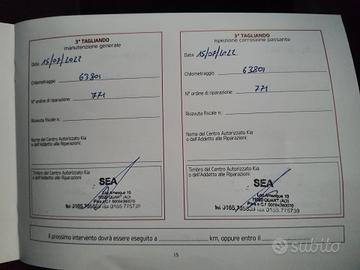 3° TAGLIANDO
manutenzione generale
Data 15/07/2022
Chilometraggio: 63801
N° ordine di riparazione: 771
Ricevuta fiscale n.:
Nome del Centro Autorizzato Kia
o dell'Addetto alle Riparazioni:
Timbro del Centro Autorizzato Kia
o dell'Addetto alle Riparazioni:
SEA
3° TAGLIANDO
ispezione corrosione passante
Data: 15/07/2022
Chilometraggio: 63801
N° ordine di riparazione: 771
Ricevuta fiscale n.:
Nome del Centro Autorizzato Kia
o dell'Addetto alle Riparazioni:
Timbro del Centro Autorizzato Kia
o dell'Addetto alle Riparazioni:
SEA
Il prossimo intervento dovrà essere eseguito a km, oppure entro il
15
subito